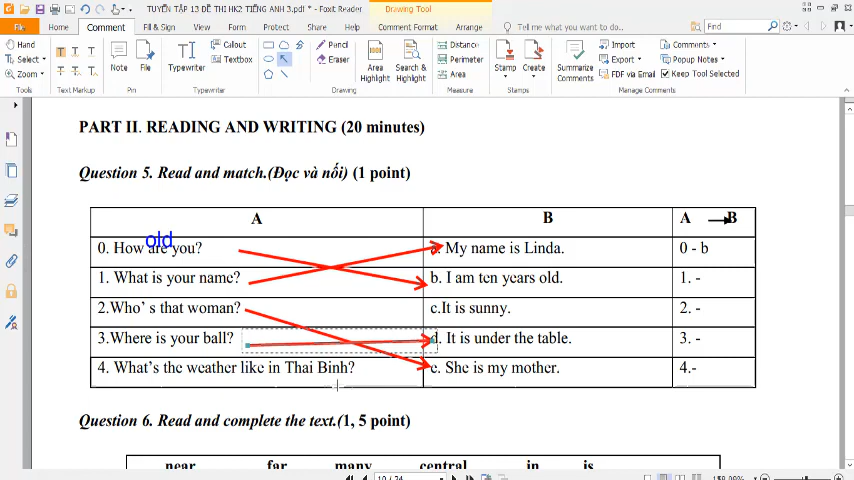 TUYỂN TẬP 13 ĐỀ THI HK2 TIẾNG ANH 3.pdf * - Foxit Reader
Drawing Tool
File Home Comment View Form Protect Share Help Extras Comment Format Arrange Tell me what you want to do... Find
Hand Select Zoom
Tools
Text Markup
Note File
Pin
Typewriter Callout Textbox
Typewriter
Pencil Eraser
Drawing
Area Highlight Search & Highlight
Distance Perimeter Area
Measure
Stamp Create
Stamps
Summarize Comments Import Export FDF via Email Comments Popup Notes Keep Tool Selected
Manage Comments
PART II. READING AND WRITING (20 minutes)
Question 5. Read and match.(Đọc và nối) (1 point)
A B A B
old
0. How are you? a. My name is Linda. 0 - b
1. What is your name? b. I am ten years old. 1. -
2.Who' s that woman? c.It is sunny. 2. -
3.Where is your ball? d. It is under the table. 3. -
4. What's the weather like in Thai Binh? e. She is my mother. 4.-
Question 6. Read and complete the text.(1, 5 point)
near far many central in is
10 / 24